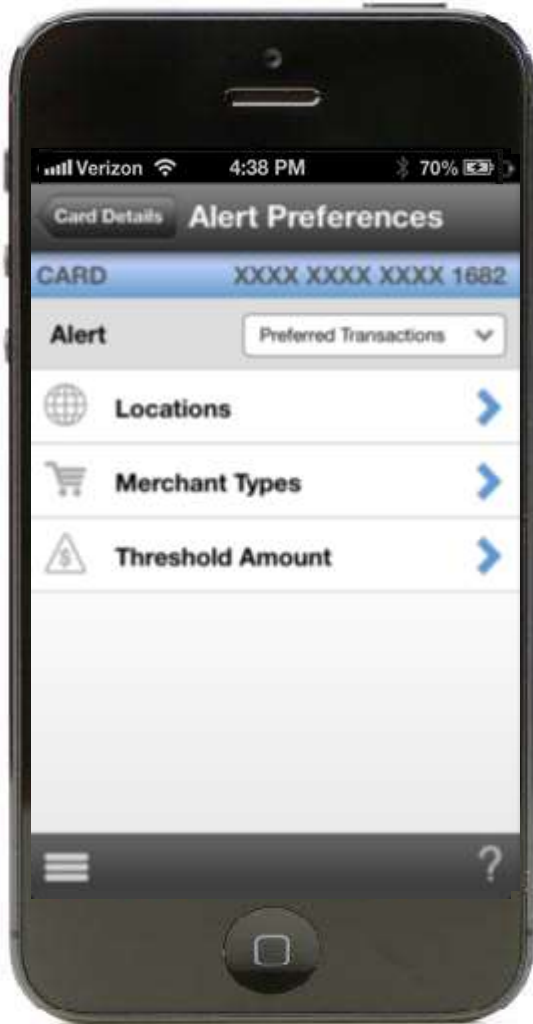 Verizon 4:38 PM 70%
Card Details Alert Preferences
CARD XXXX XXXX XXXX 1682
Alert Preferred Transactions
Locations
Merchant Types
$ Threshold Amount
?